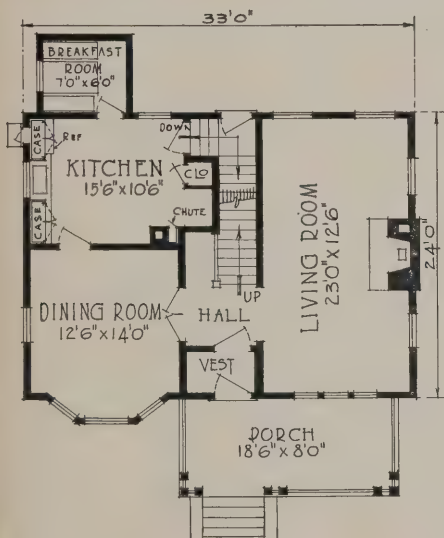 33'0"
BREAKFAST
ROOM
7'0"X6'0"
CASE
REF
DOWN
KITCHEN
15'6"X10'6"
CLO
CASE
CHUTE
LIVING ROOM
23'0"X12'6"
24'0"
UP
DINING ROOM
12'6"X14'0"
HALL
VEST
PORCH
18'6"X8'0"